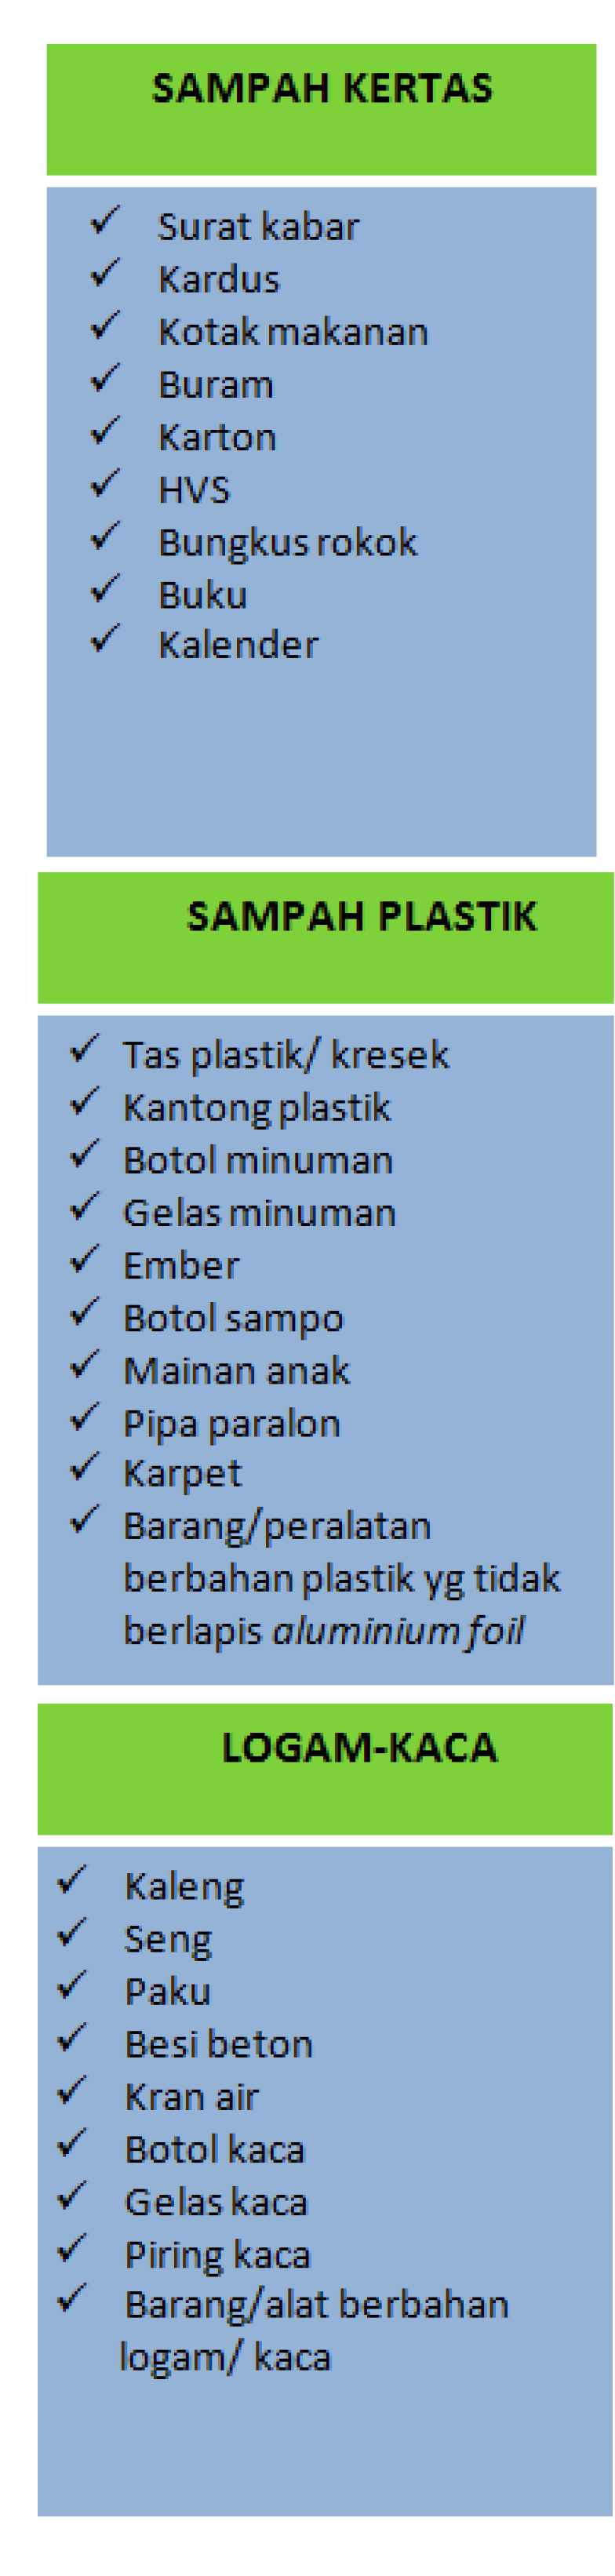 SAMPAH KERTAS
✓ Surat kabar
✓ Kardus
✓ Kotak makanan
✓ Buram
✓ Karton
✓ HVS
✓ Bungkus rokok
✓ Buku
✓ Kalender
SAMPAH PLASTIK
✓ Tas plastik/ kresek
✓ Kantong plastik
✓ Botol minuman
✓ Gelas minuman
✓ Ember
✓ Botol sampo
✓ Mainan anak
✓ Pipa paralon
✓ Karpet
✓ Barang/peralatan
berbahan plastik yg tidak
berlapis aluminium foil
LOGAM-KACA
✓ Kaleng
✓ Seng
✓ Paku
✓ Besi beton
✓ Kran air
✓ Botol kaca
✓ Gelas kaca
✓ Piring kaca
✓ Barang/alat berbahan
logam/ kaca